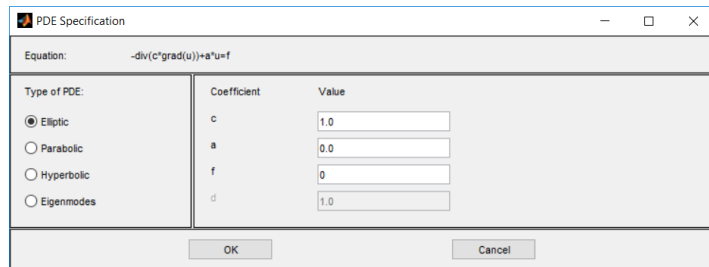 PDE Specification
Equation: -div(c*grad(u))+a*u=f
Type of PDE: Coefficient Value
Elliptic c 1.0
Parabolic a 0.0
Hyperbolic f 0
Eigenmodes d 1.0
OK Cancel